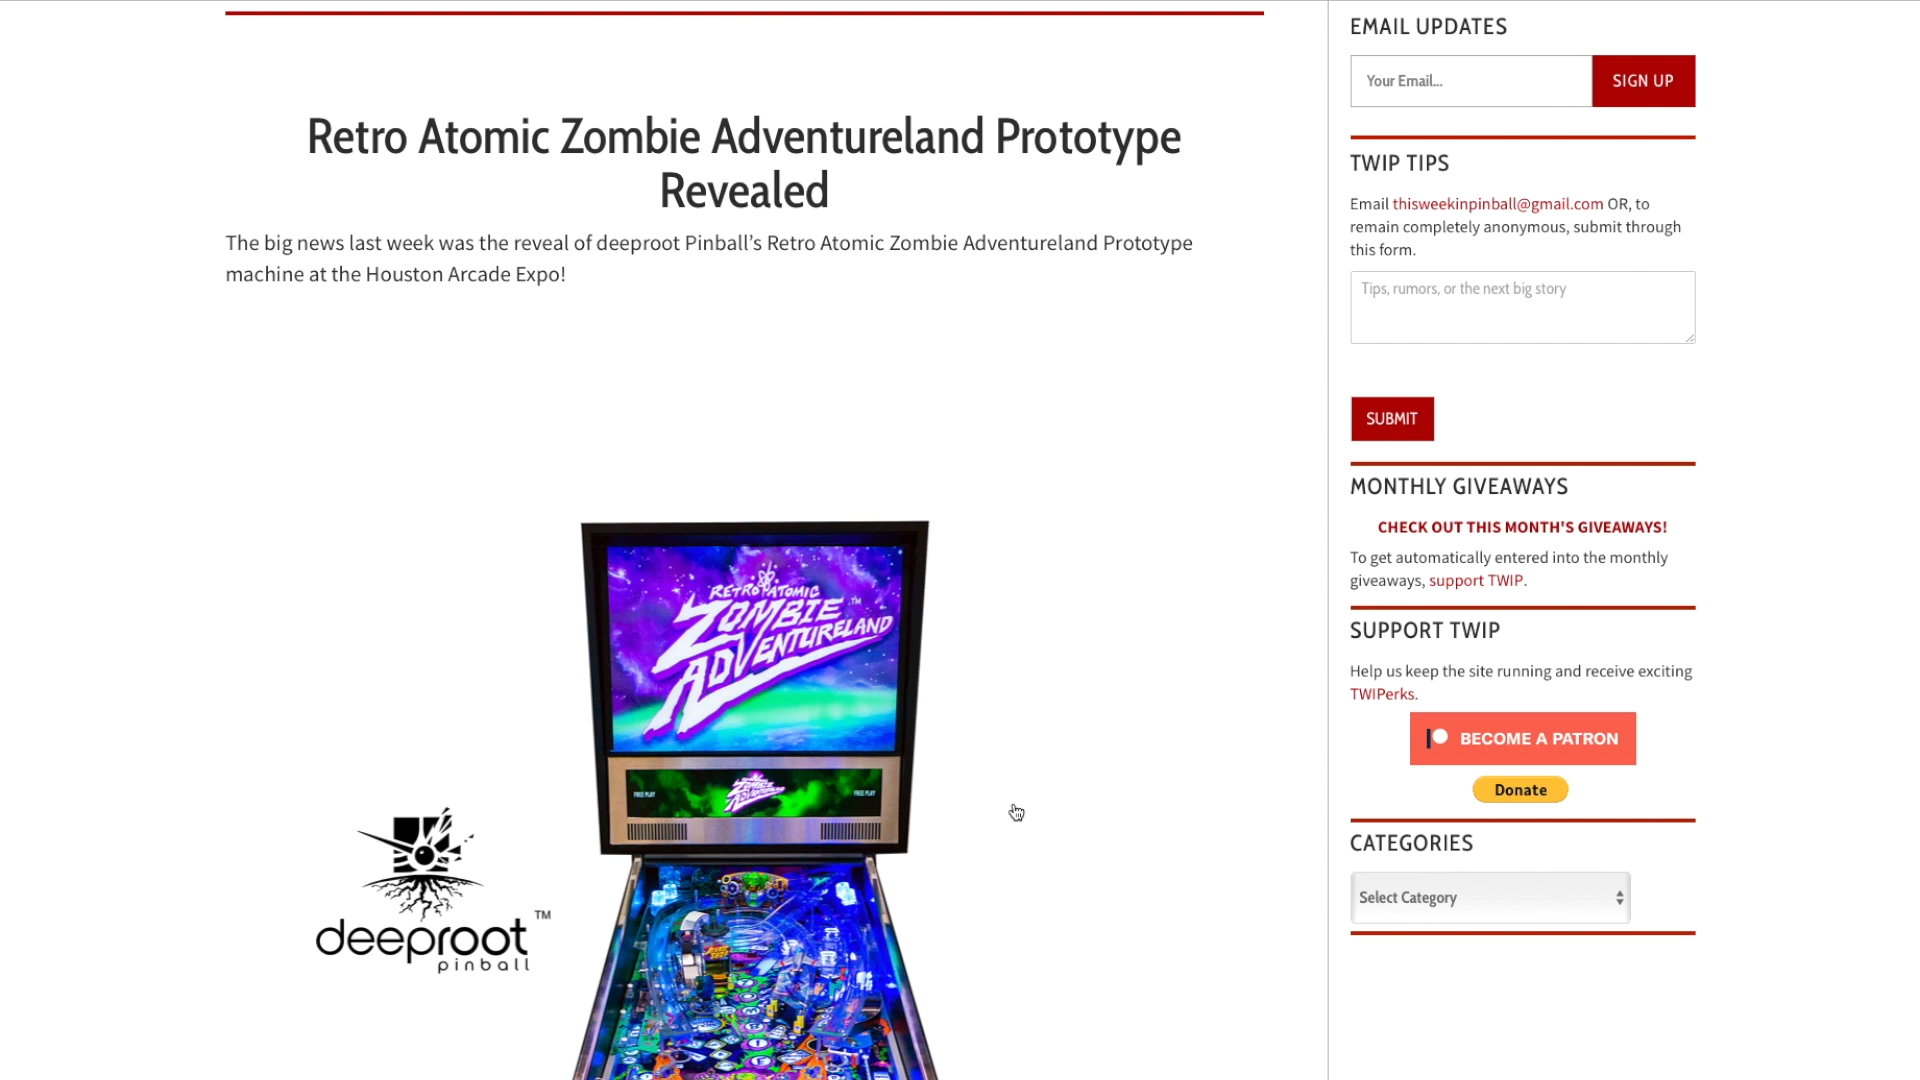 Retro Atomic Zombie Adventureland Prototype
Revealed
The big news last week was the reveal of deeproot Pinball’s Retro Atomic Zombie Adventureland Prototype
machine at the Houston Arcade Expo!
RETRO ATOMIC
ZOMBIE
ADVENTURELAND
TM
FREE PLAY
ZOMBIE
ADVENTURELAND
FREE PLAY
deeproot TM
pinball
EMAIL UPDATES
Your Email...
SIGN UP
TWIP TIPS
Email thisweekinpinball@gmail.com OR, to
remain completely anonymous, submit through
this form.
Tips, rumors, or the next big story
SUBMIT
MONTHLY GIVEAWAYS
CHECK OUT THIS MONTH'S GIVEAWAYS!
To get automatically entered into the monthly
giveaways, support TWIP.
SUPPORT TWIP
Help us keep the site running and receive exciting
TWIPerks.
BECOME A PATRON
Donate
CATEGORIES
Select Category